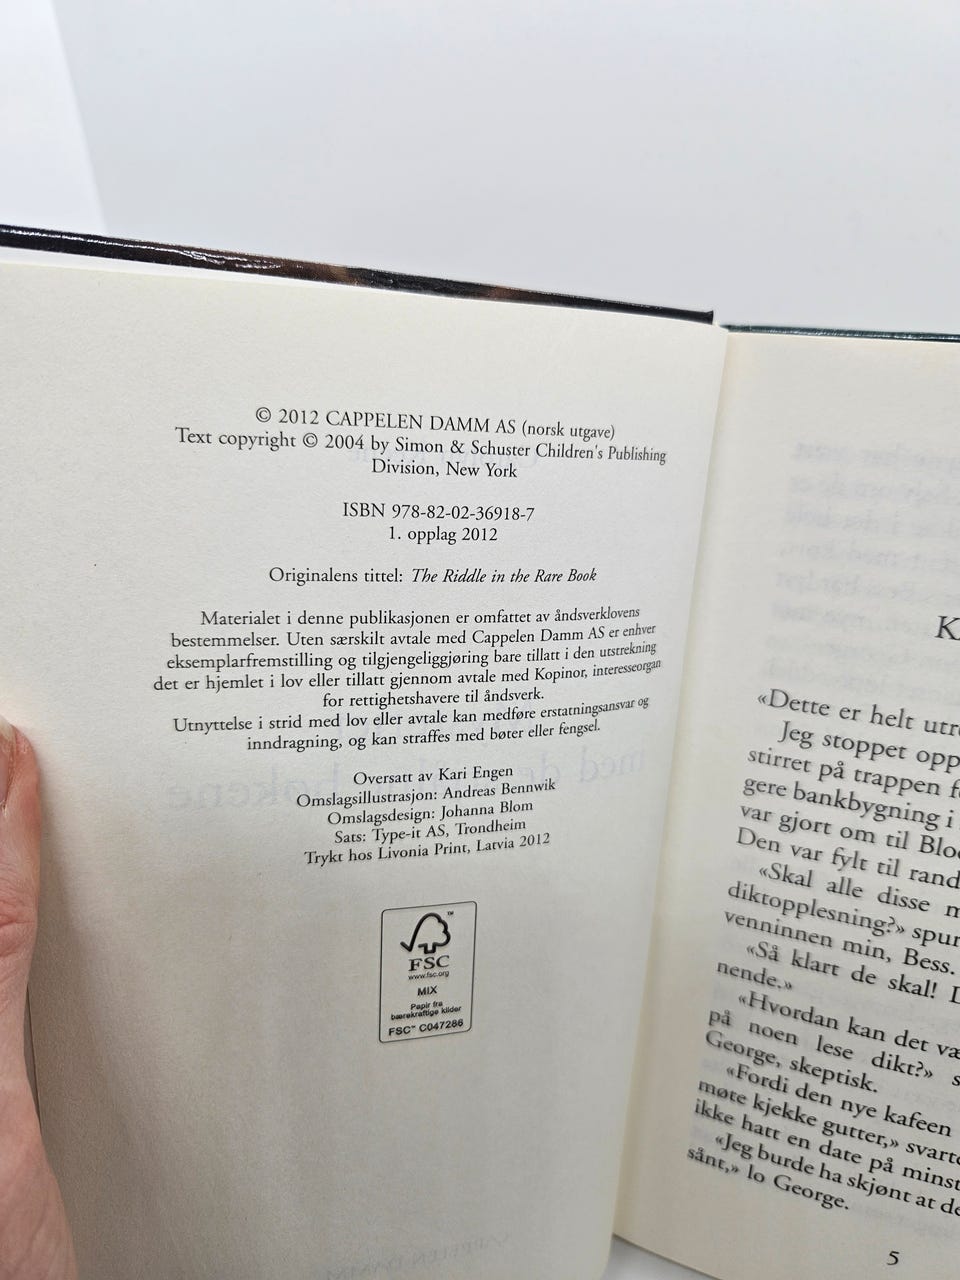 © 2012 CAPPELEN DAMM AS (norsk utgave)
Text copyright © 2004 by Simon & Schuster Children's Publishing
Division, New York
ISBN 978-82-02-36918-7
1. opplag 2012
Originalens tittel: The Riddle in the Rare Book
Materialet i denne publikasjonen er omfattet av åndsverklovens
bestemmelser. Uten særskilt avtale med Cappelen Damm AS er enhver
eksemplarfremstilling og tilgjengeliggjøring bare tillatt i den utstrekning
det er hjemlet i lov eller tillatt gjennom avtale med Kopinor, interesseorgan
for rettighetshavere til åndsverk.
Utnyttelse i strid med lov eller avtale kan medføre erstatningsansvar og
inndragning, og kan straffes med bøter eller fengsel.
Oversatt av Kari Engen
Omslagsillustrasjon: Andreas Bennwik
Omslagsdesign: Johanna Blom
Sats: Type-it AS, Trondheim
Trykt hos Livonia Print, Latvia 2012
FSC
www.fsc.org
MIX
Papir fra
bærekraftige kilder
FSC™ C047286
K
«Dette er helt utr
Jeg stoppet opp
stirret på trappen f
gere bankbygning i
var gjort om til Blo
Den var fylt til rand
«Skal alle disse m
diktopplesning?» spur
venninnen min, Bess.
«Så klart de skal! D
nende.»
«Hvordan kan det væ
på noen lese dikt?» s
George, skeptisk.
«Fordi den nye kafeen
møte kjekke gutter,» svarte
ikke hatt en date på minst
«Jeg burde ha skjønt at de
sånt,» lo George.
5